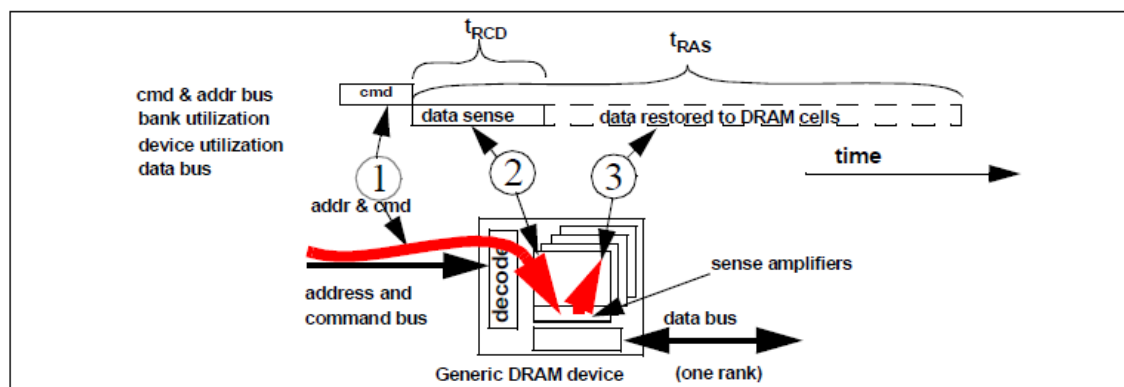 tRCD
tRAS
cmd & addr bus
cmd
bank utilization
data sense
data restored to DRAM cells
device utilization
data bus
time
1
2
3
addr & cmd
decode
sense amplifiers
address and
command bus
data bus
Generic DRAM device
(one rank)